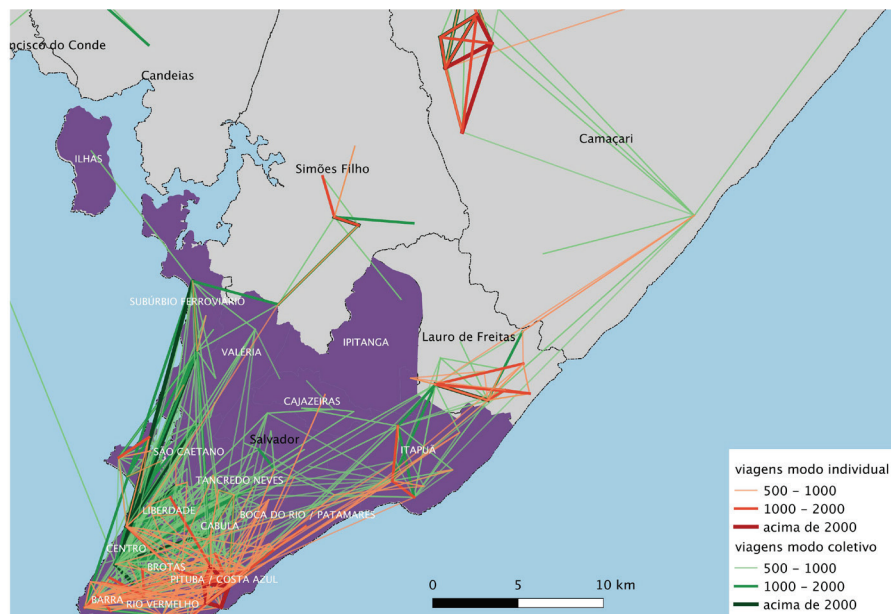 ncisco do Conde
Candeias
Camaçari
ILHAS
Simões Filho
SUBÚRBIO FERROVIÁRIO
IPITANGA
Lauro de Freitas
VALÉRIA
CAJAZEIRAS
Salvador
ITAPUÃ
SÃO CAETANO
TANCREDO NEVES
LIBERDADE
BOCA DO RIO / PATAMARES
CABULA
CENTRO
BROTAS
PITUBA / COSTA AZUL
BARRA
RIO VERMELHO
0 5 10 km
viagens modo individual
500 - 1000
1000 - 2000
acima de 2000
viagens modo coletivo
500 - 1000
1000 - 2000
acima de 2000